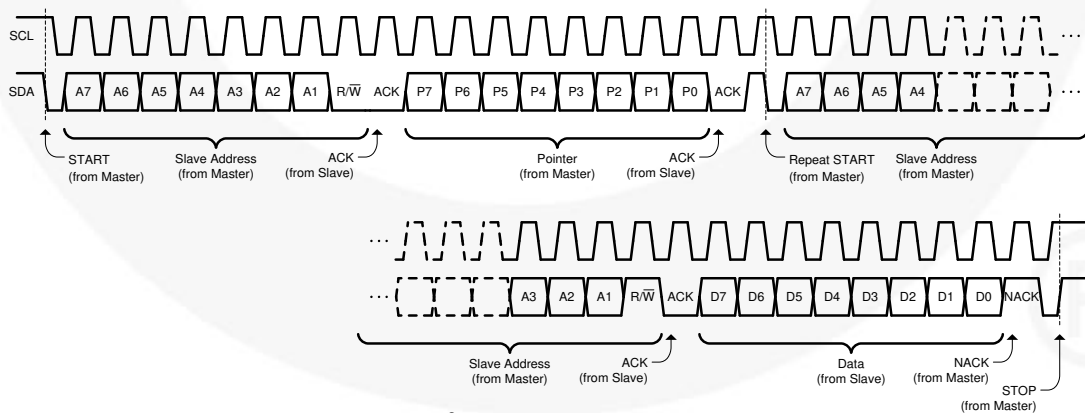 SCL
...
SDA A7 A6 A5 A4 A3 A2 A1 R/W̅ ACK P7 P6 P5 P4 P3 P2 P1 P0 ACK A7 A6 A5 A4 ...
START
(from Master)
Slave Address
(from Master)
ACK
(from Slave)
Pointer
(from Master)
ACK
(from Slave)
Repeat START
(from Master)
Slave Address
(from Master)
...
... A3 A2 A1 R/W̅ ACK D7 D6 D5 D4 D3 D2 D1 D0 NACK
Slave Address
(from Master)
ACK
(from Slave)
Data
(from Slave)
NACK
(from Master)
STOP
(from Master)